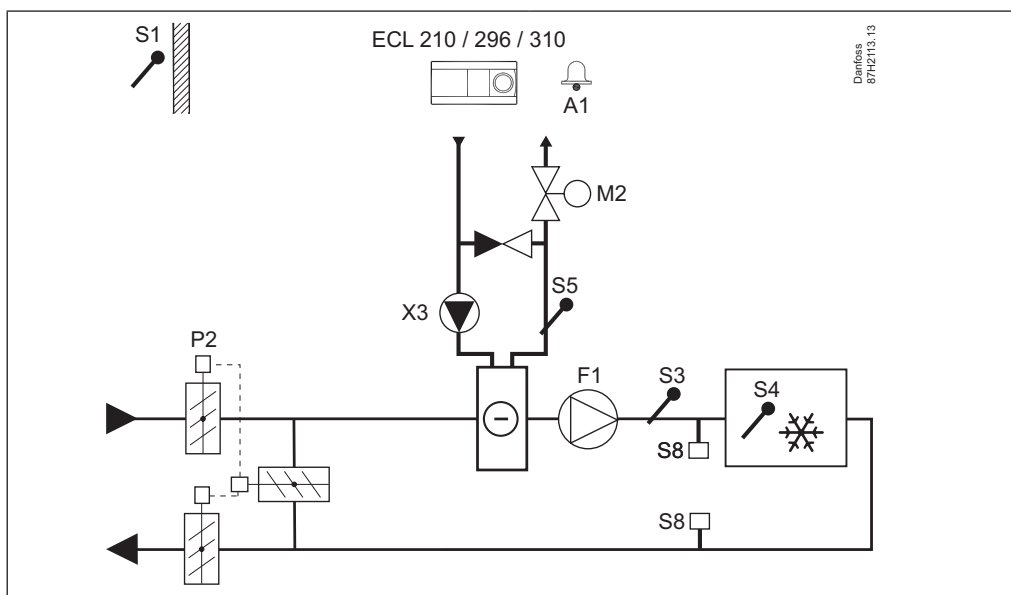 S1
ECL 210 / 296 / 310
A1
Danfoss
87H2113.13
M2
S5
X3
P2
F1
S3
S4
S8
S8